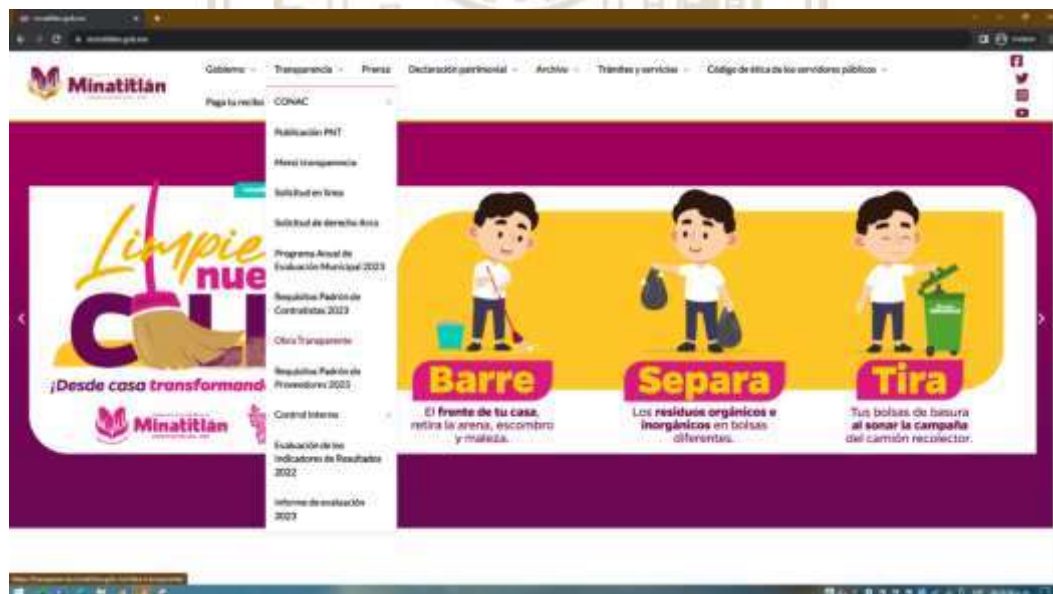 Minatitlán
Gobierno
Transparencia
Prensa
Declaración patrimonial
Archivo
Trámites y servicios
Código de ética de los servidores públicos
Paga tu recibo
CONAC
Publicación PNT
Menú transparencia
Solicitud en línea
Solicitud de derecho Arco
Programa Anual de
Evaluación Municipal 2023
Requisitos Padrón de
Contratistas 2023
Obra Transparente
Requisitos Padrón de
Proveedores 2023
Control Interno
Evaluación de los
Indicadores de Resultados
2022
Informe de evaluación
2023
Limpie
nue
¡Desde casa transformand
Minatitlán
Barre
El frente de tu casa,
retira la arena, escombro
y maleza.
Separa
Los residuos orgánicos e
inorgánicos en bolsas
diferentes.
Tira
Tus bolsas de basura
al sonar la campaña
del camión recolector.